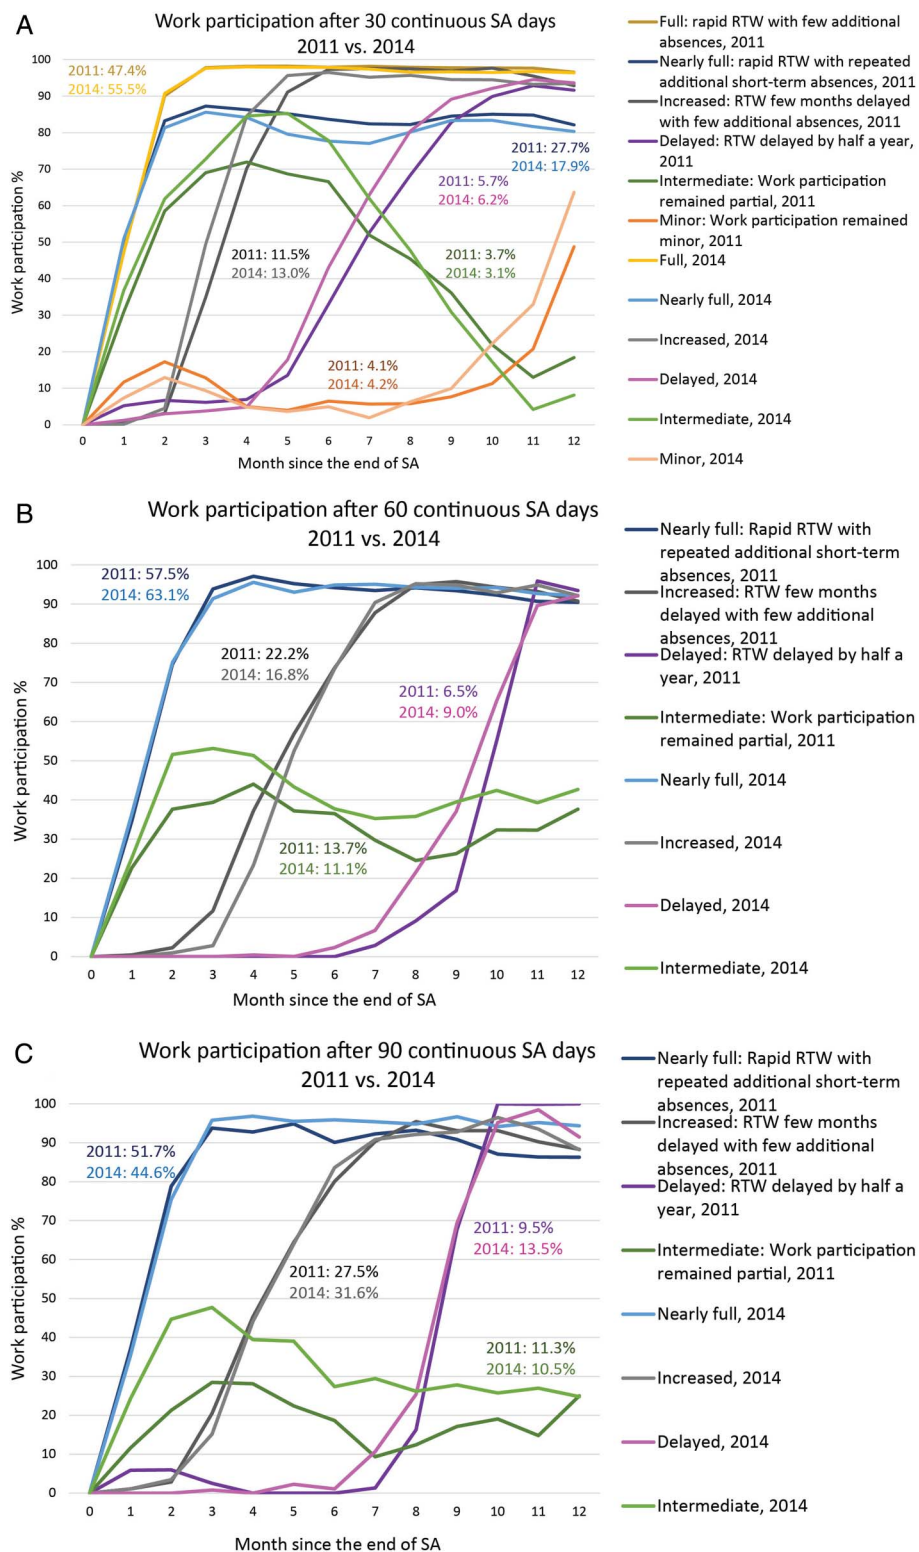 A
Work participation after 30 continuous SA days
2011 vs. 2014
Work participation %
100
90
80
70
60
50
40
30
20
10
0
2011: 47.4%
2014: 55.5%
2011: 27.7%
2014: 17.9%
2011: 5.7%
2014: 6.2%
2011: 11.5%
2014: 13.0%
2011: 3.7%
2014: 3.1%
2011: 4.1%
2014: 4.2%
0 1 2 3 4 5 6 7 8 9 10 11 12
Month since the end of SA
Full: rapid RTW with few additional
absences, 2011
Nearly full: rapid RTW with repeated
additional short-term absences, 2011
Increased: RTW few months delayed
with few additional absences, 2011
Delayed: RTW delayed by half a year,
2011
Intermediate: Work participation
remained partial, 2011
Minor: Work participation remained
minor, 2011
Full, 2014
Nearly full, 2014
Increased, 2014
Delayed, 2014
Intermediate, 2014
Minor, 2014
B
Work participation after 60 continuous SA days
2011 vs. 2014
Work participation %
100
90
80
70
60
50
40
30
20
10
0
2011: 57.5%
2014: 63.1%
2011: 22.2%
2014: 16.8%
2011: 6.5%
2014: 9.0%
2011: 13.7%
2014: 11.1%
0 1 2 3 4 5 6 7 8 9 10 11 12
Month since the end of SA
Nearly full: Rapid RTW with
repeated additional short-term
absences, 2011
Increased: RTW few months
delayed with few additional
absences, 2011
Delayed: RTW delayed by half a
year, 2011
Intermediate: Work participation
remained partial, 2011
Nearly full, 2014
Increased, 2014
Delayed, 2014
Intermediate, 2014
C
Work participation after 90 continuous SA days
2011 vs. 2014
Work participation %
100
90
80
70
60
50
40
30
20
10
0
2011: 51.7%
2014: 44.6%
2011: 9.5%
2014: 13.5%
2011: 27.5%
2014: 31.6%
2011: 11.3%
2014: 10.5%
0 1 2 3 4 5 6 7 8 9 10 11 12
Month since the end of SA
Nearly full: Rapid RTW with
repeated additional short-term
absences, 2011
Increased: RTW few months
delayed with few additional
absences, 2011
Delayed: RTW delayed by half a
year, 2011
Intermediate: Work participation
remained partial, 2011
Nearly full, 2014
Increased, 2014
Delayed, 2014
Intermediate, 2014